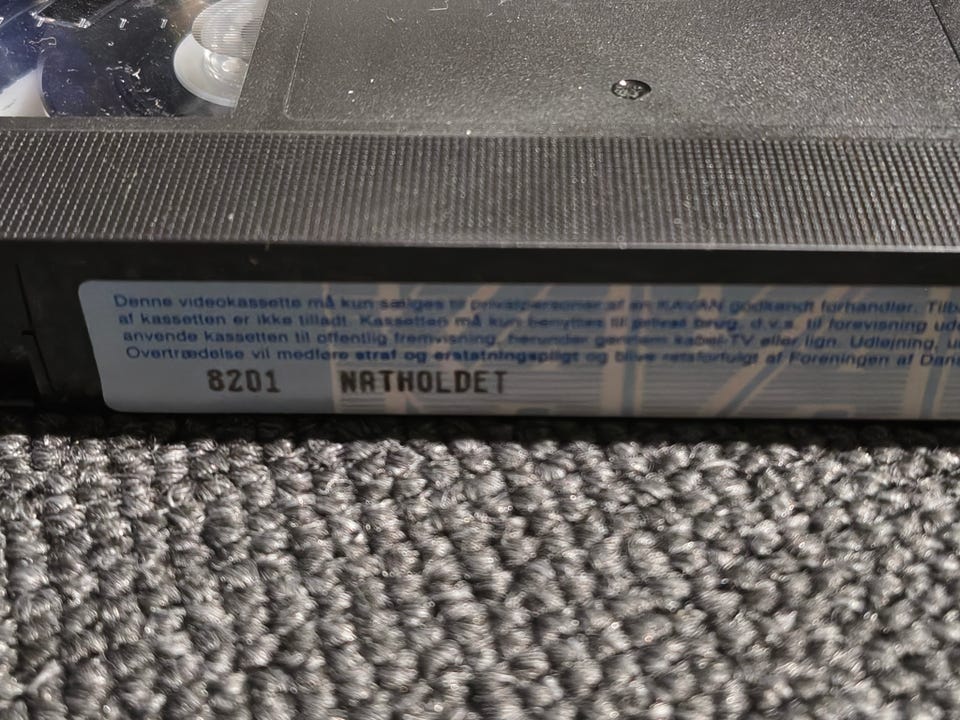 Denne videokassette må kun sælges til privatpersoner af en KAVAN godkendt forhandler.
af kassetten er ikke tilladt. Kassetten må kun benyttes til privat brug, d.v.s. til forevisning
anvende kassetten til offentlig fremvisning, herunder gennem kabel-TV eller lign. Udlejning,
Overtrædelse vil medføre straf og erstatningspligt og blive retsforfulgt af Foreningen af
8201 NATHOLDET